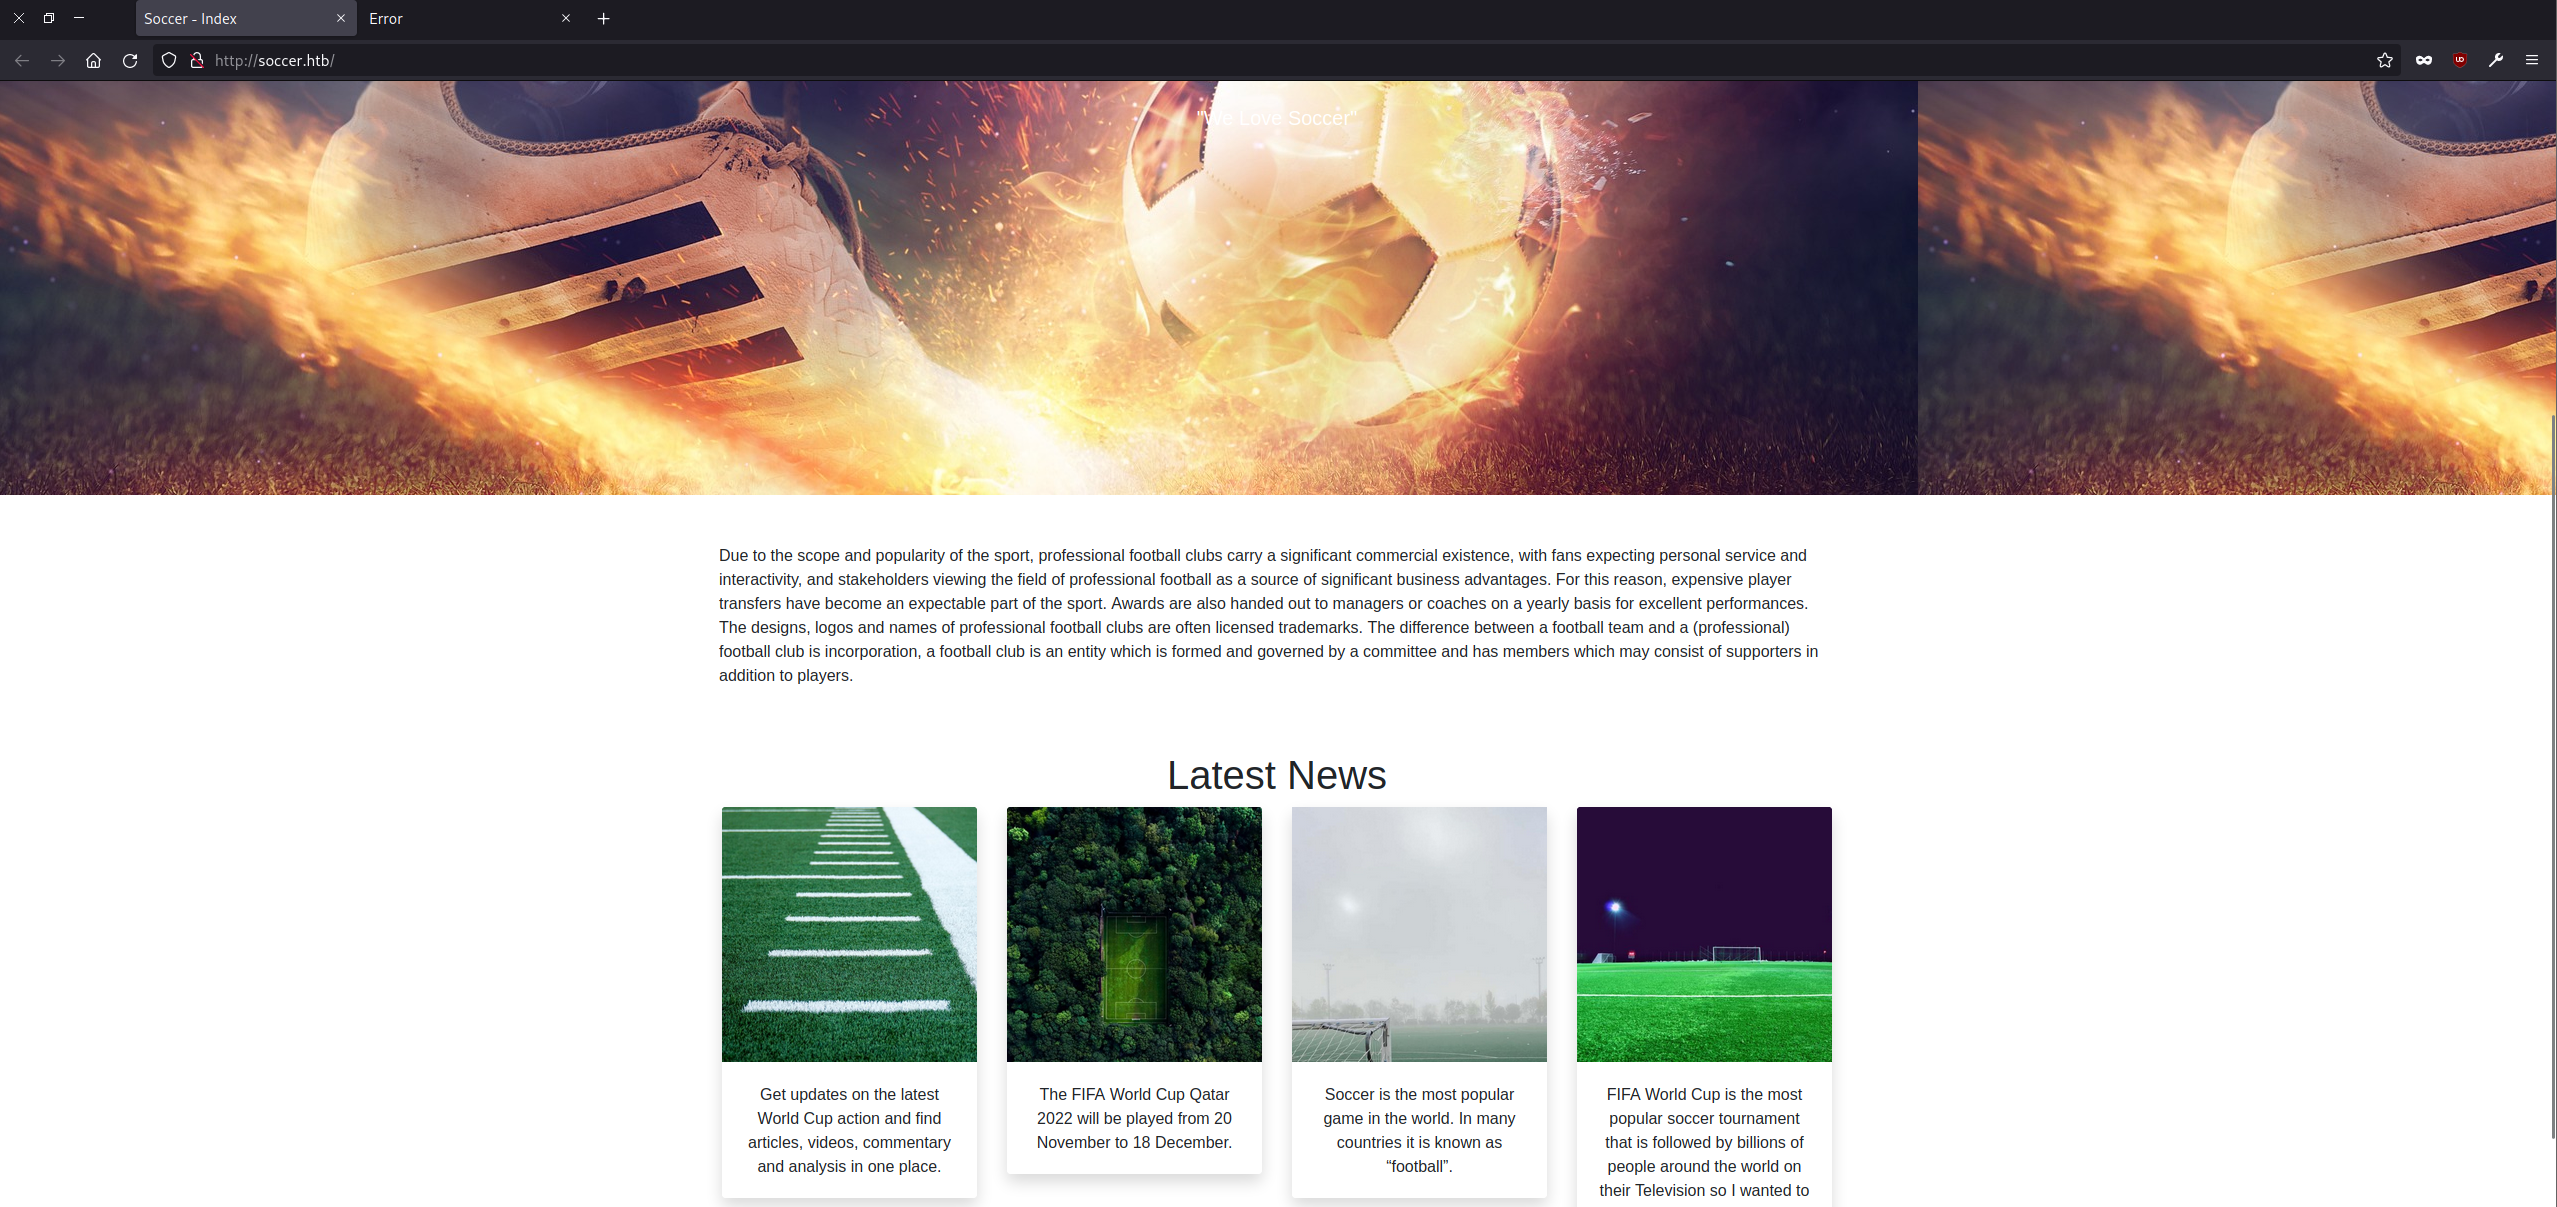 Soccer - Index
Error
http://soccer.htb/
"We Love Soccer"
Due to the scope and popularity of the sport, professional football clubs carry a significant commercial existence, with fans expecting personal service and
interactivity, and stakeholders viewing the field of professional football as a source of significant business advantages. For this reason, expensive player
transfers have become an expectable part of the sport. Awards are also handed out to managers or coaches on a yearly basis for excellent performances.
The designs, logos and names of professional football clubs are often licensed trademarks. The difference between a football team and a (professional)
football club is incorporation, a football club is an entity which is formed and governed by a committee and has members which may consist of supporters in
addition to players.
Latest News
Get updates on the latest
World Cup action and find
articles, videos, commentary
and analysis in one place.
The FIFA World Cup Qatar
2022 will be played from 20
November to 18 December.
Soccer is the most popular
game in the world. In many
countries it is known as
“football”.
FIFA World Cup is the most
popular soccer tournament
that is followed by billions of
people around the world on
their Television so I wanted to